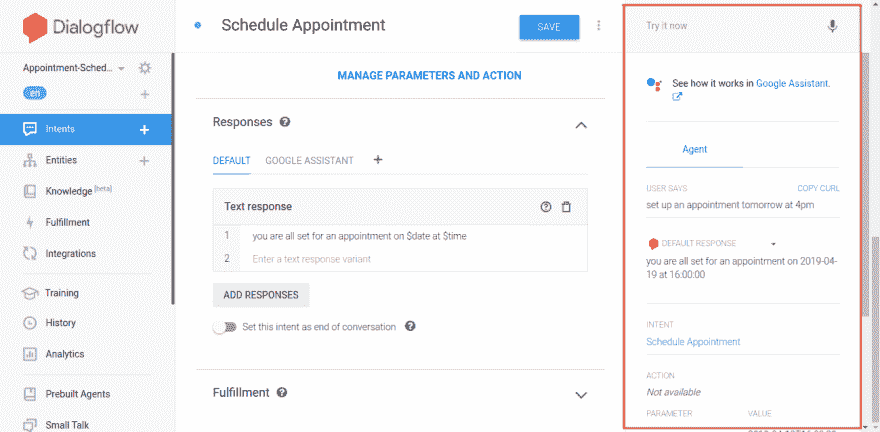 Dialogflow
Appointment-Sched...
en
Intents
Entities
Knowledge [beta]
Fulfillment
Integrations
Training
History
Analytics
Prebuilt Agents
Small Talk
Schedule Appointment
SAVE
MANAGE PARAMETERS AND ACTION
Responses
DEFAULT GOOGLE ASSISTANT +
Text response
1 you are all set for an appointment on $date at $time
2 Enter a text response variant
ADD RESPONSES
Set this intent as end of conversation
Fulfillment
Try it now
See how it works in Google Assistant.
Agent
USER SAYS COPY CURL
set up an appointment tomorrow at 4pm
DEFAULT RESPONSE
you are all set for an appointment on 2019-04-
19 at 16:00:00
INTENT
Schedule Appointment
ACTION
Not available
PARAMETER VALUE